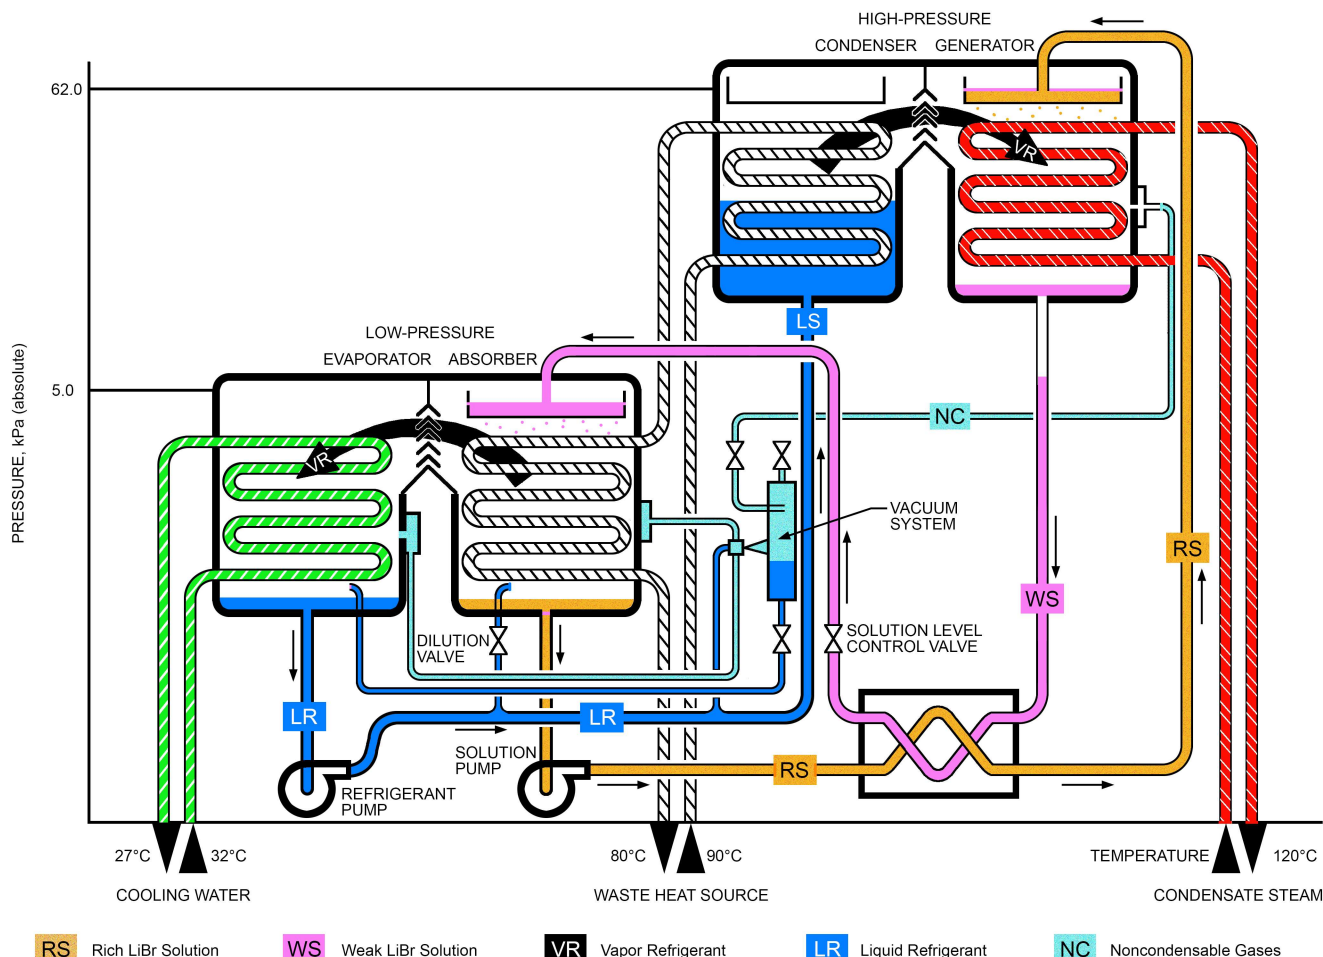 HIGH-PRESSURE
CONDENSER GENERATOR
62.0
VR
LS
LOW-PRESSURE
EVAPORATOR ABSORBER
5.0
PRESSURE, kPa (absolute)
NC
VR
VACUUM
SYSTEM
RS
WS
DILUTION
VALVE
SOLUTION LEVEL
CONTROL VALVE
LR
LR
SOLUTION
PUMP
RS
REFRIGERANT
PUMP
27°C 32°C
80°C 90°C
TEMPERATURE 120°C
COOLING WATER
WASTE HEAT SOURCE
CONDENSATE STEAM
RS Rich LiBr Solution
WS Weak LiBr Solution
VR Vapor Refrigerant
LR Liquid Refrigerant
NC Noncondensable Gases